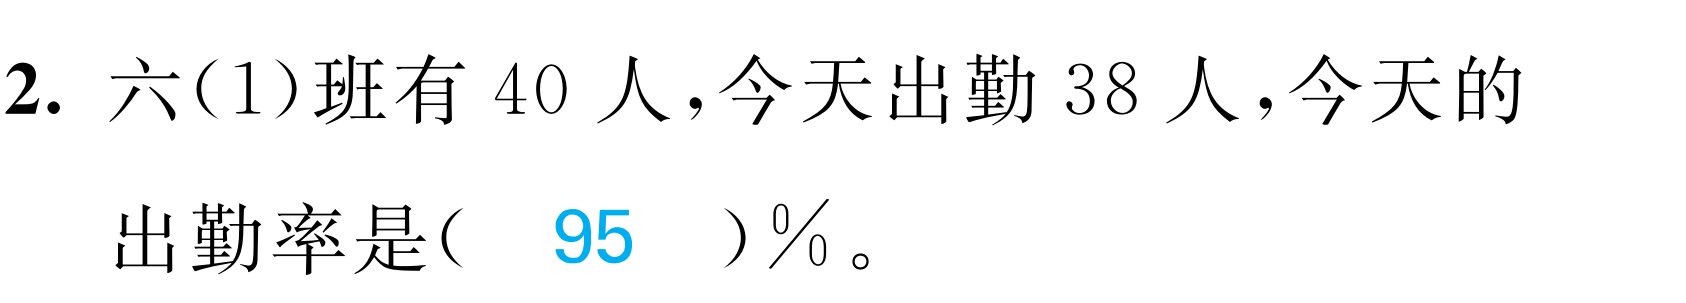 2. 六(1)班有 40 人,今天出勤 38 人,今天的
出勤率是( 95 )%。